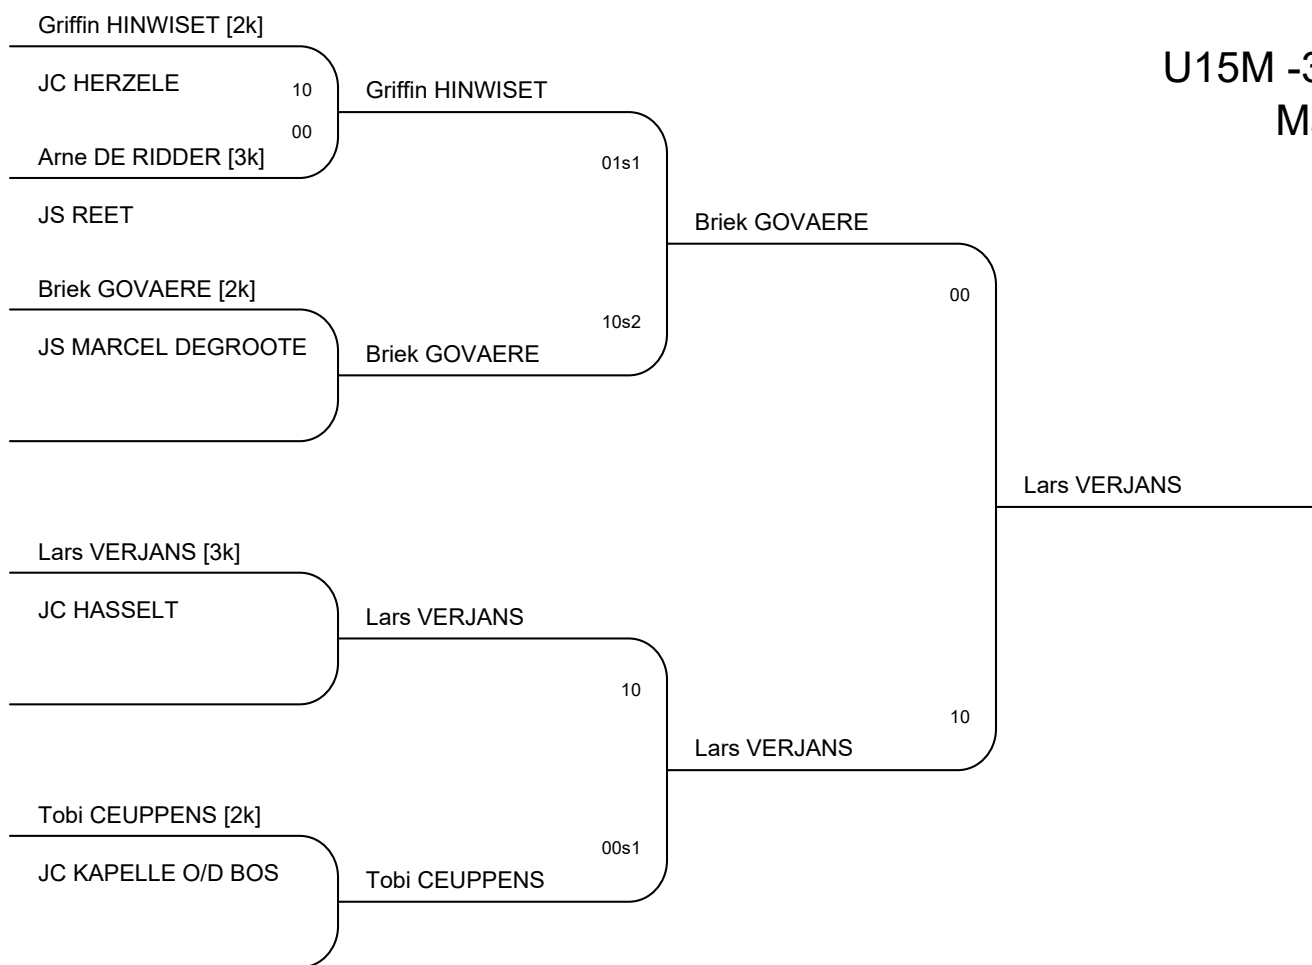 Griffin HINWISET [2k]
JC HERZELE
10
00
Arne DE RIDDER [3k]
JS REET
Briek GOVAERE [2k]
JS MARCEL DEGROOTE
Lars VERJANS [3k]
JC HASSELT
Tobi CEUPPENS [2k]
JC KAPELLE O/D BOS
Griffin HINWISET
01s1
10s2
Briek GOVAERE
Lars VERJANS
10
00s1
Tobi CEUPPENS
Briek GOVAERE
00
10
Lars VERJANS
Lars VERJANS
U15M